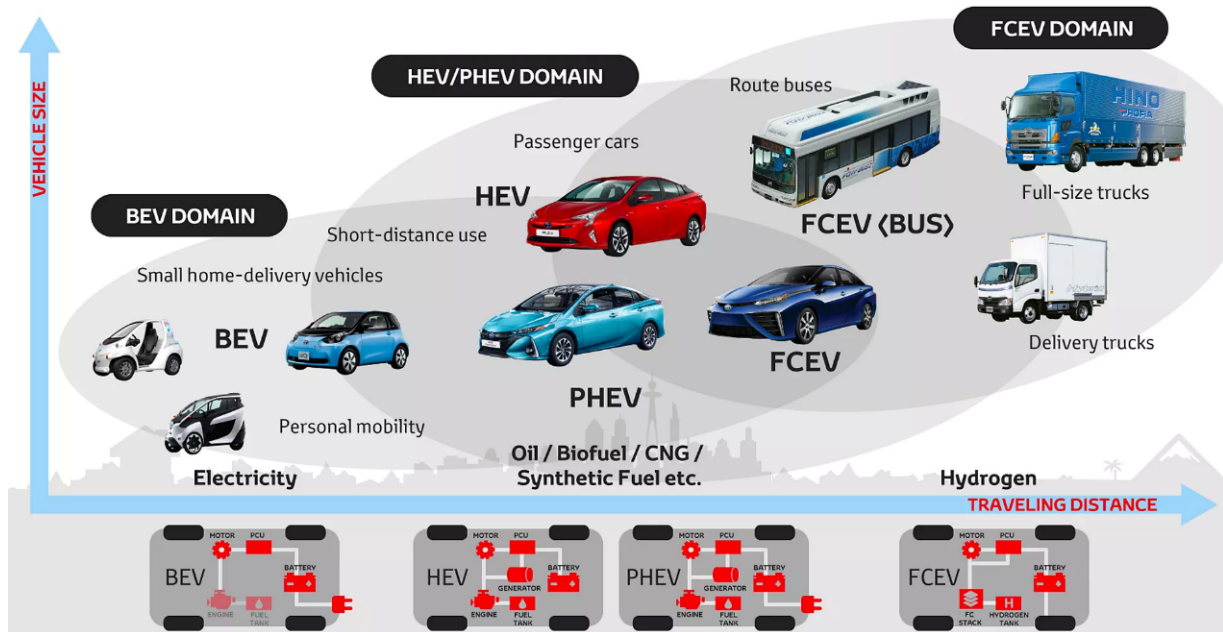 FCEV DOMAIN
HEV/PHEV DOMAIN
Route buses
HINO
PROFIA
VEHICLE SIZE
Passenger cars
HEV
Full-size trucks
BEV DOMAIN
FCEV ⟨BUS⟩
Short-distance use
Small home-delivery vehicles
BEV
FCEV
Delivery trucks
PHEV
Personal mobility
Oil / Biofuel / CNG /
Synthetic Fuel etc.
Electricity
Hydrogen
TRAVELING DISTANCE
BEV
MOTOR
PCU
BATTERY
ENGINE
FUEL
TANK
HEV
MOTOR
PCU
BATTERY
GENERATOR
ENGINE
FUEL
TANK
PHEV
MOTOR
PCU
BATTERY
GENERATOR
ENGINE
FUEL
TANK
FCEV
MOTOR
PCU
BATTERY
FC
STACK
HYDROGEN
TANK
H